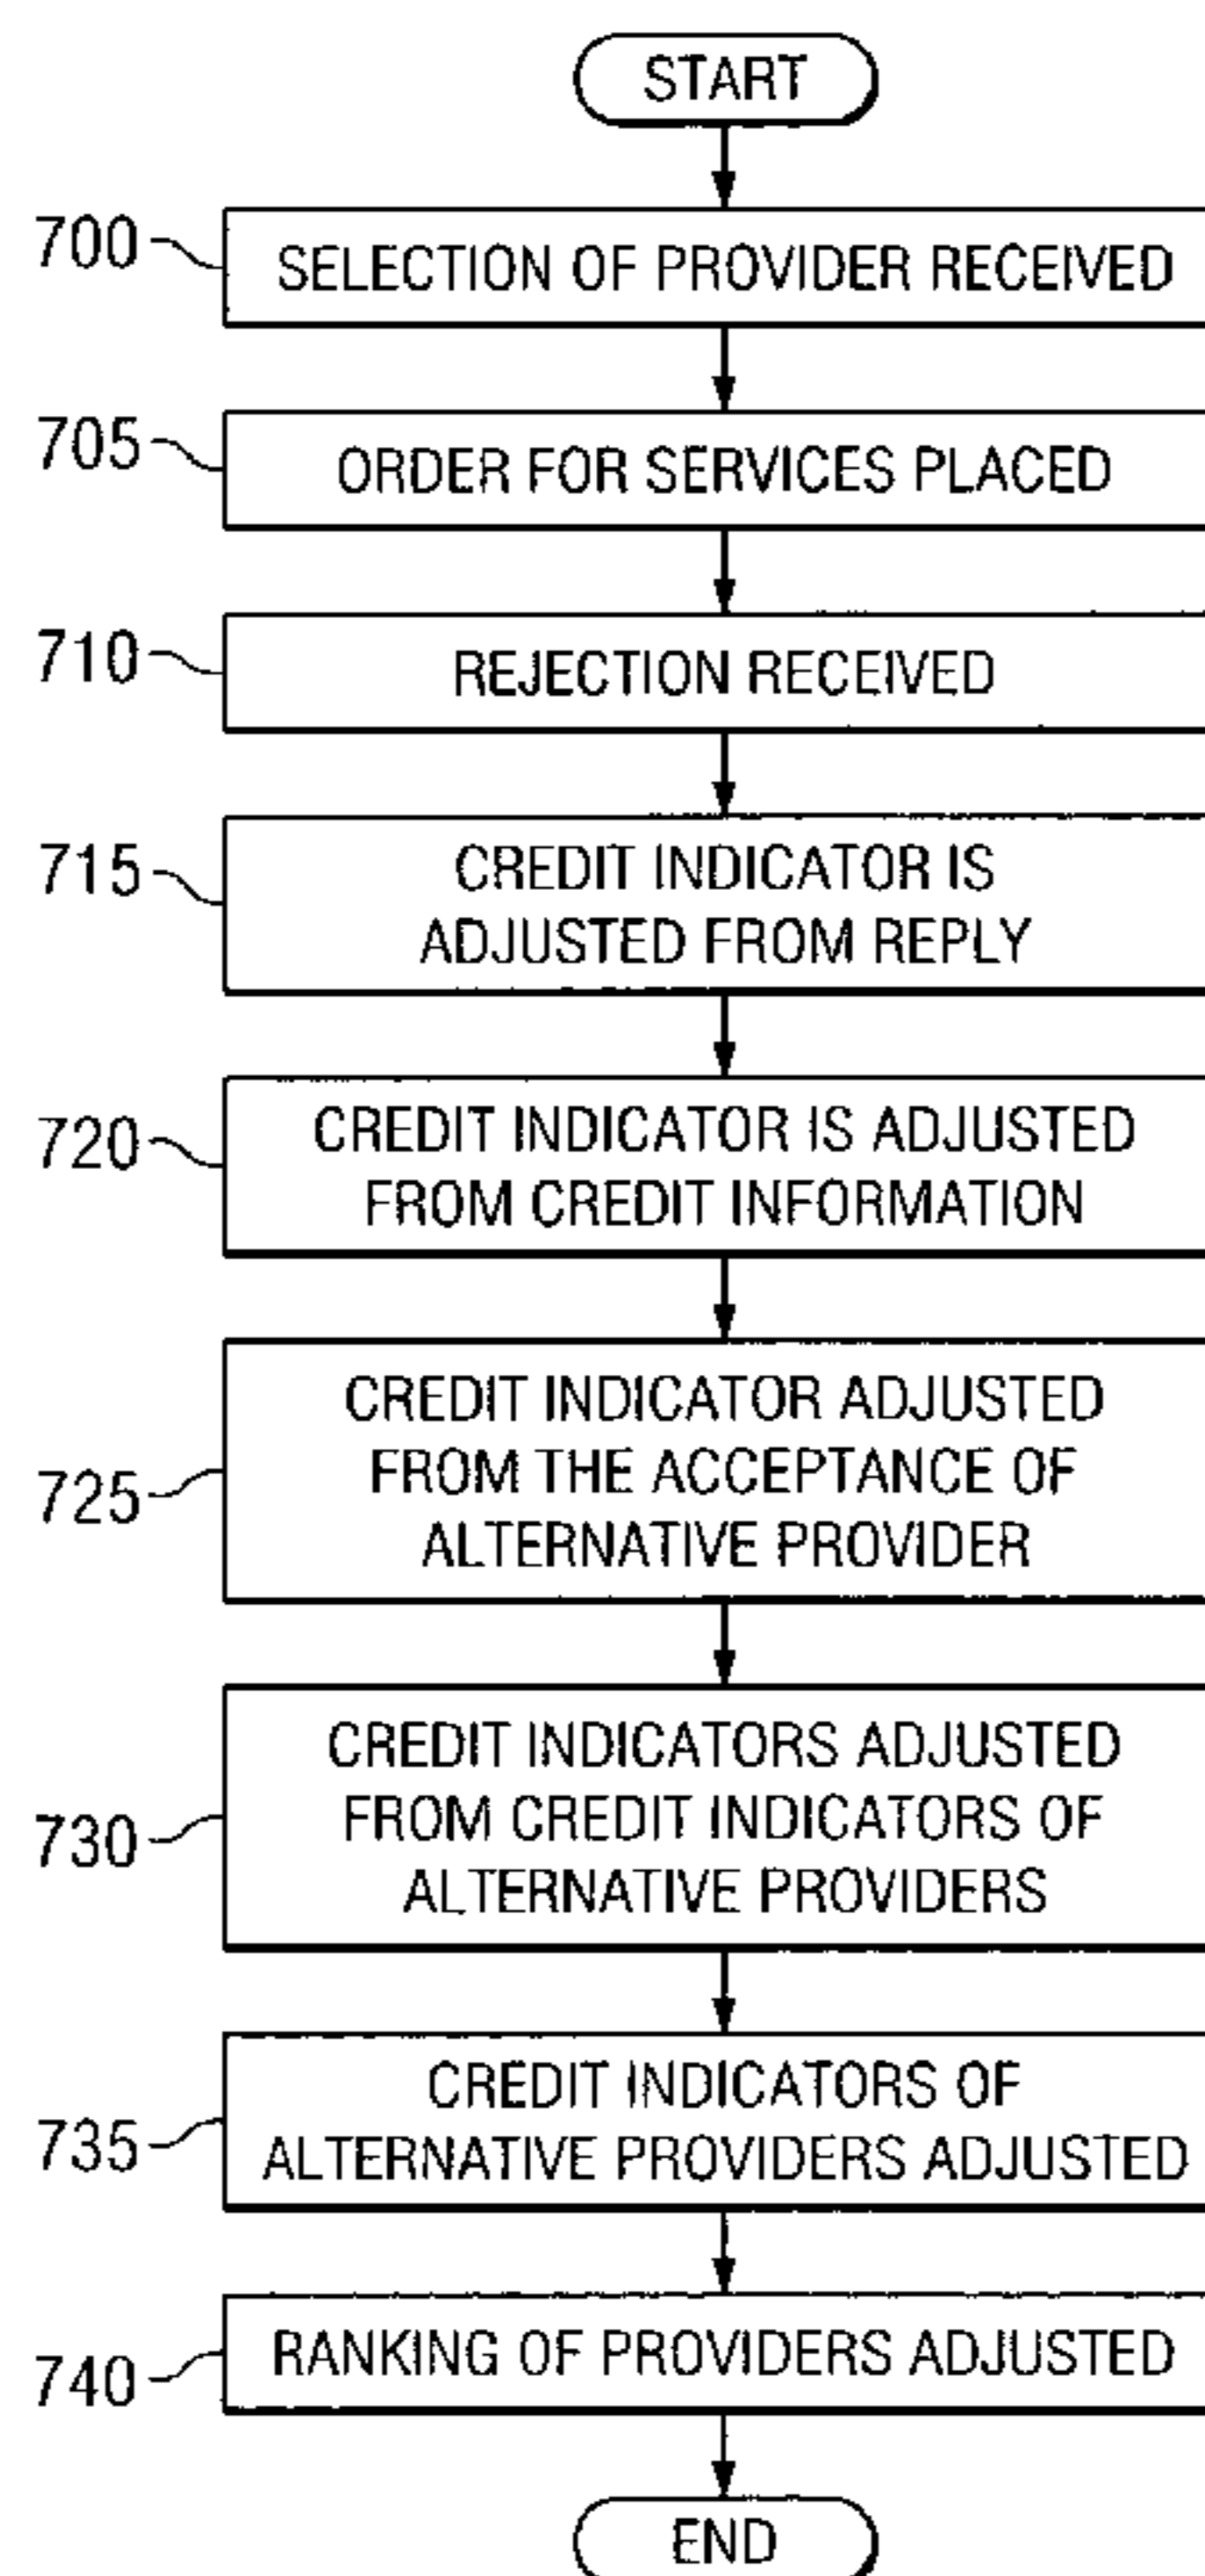 START
700
SELECTION OF PROVIDER RECEIVED
705
ORDER FOR SERVICES PLACED
710
REJECTION RECEIVED
715
CREDIT INDICATOR IS
ADJUSTED FROM REPLY
720
CREDIT INDICATOR IS ADJUSTED
FROM CREDIT INFORMATION
725
CREDIT INDICATOR ADJUSTED
FROM THE ACCEPTANCE OF
ALTERNATIVE PROVIDER
730
CREDIT INDICATORS ADJUSTED
FROM CREDIT INDICATORS OF
ALTERNATIVE PROVIDERS
735
CREDIT INDICATORS OF
ALTERNATIVE PROVIDERS ADJUSTED
740
RANKING OF PROVIDERS ADJUSTED
END